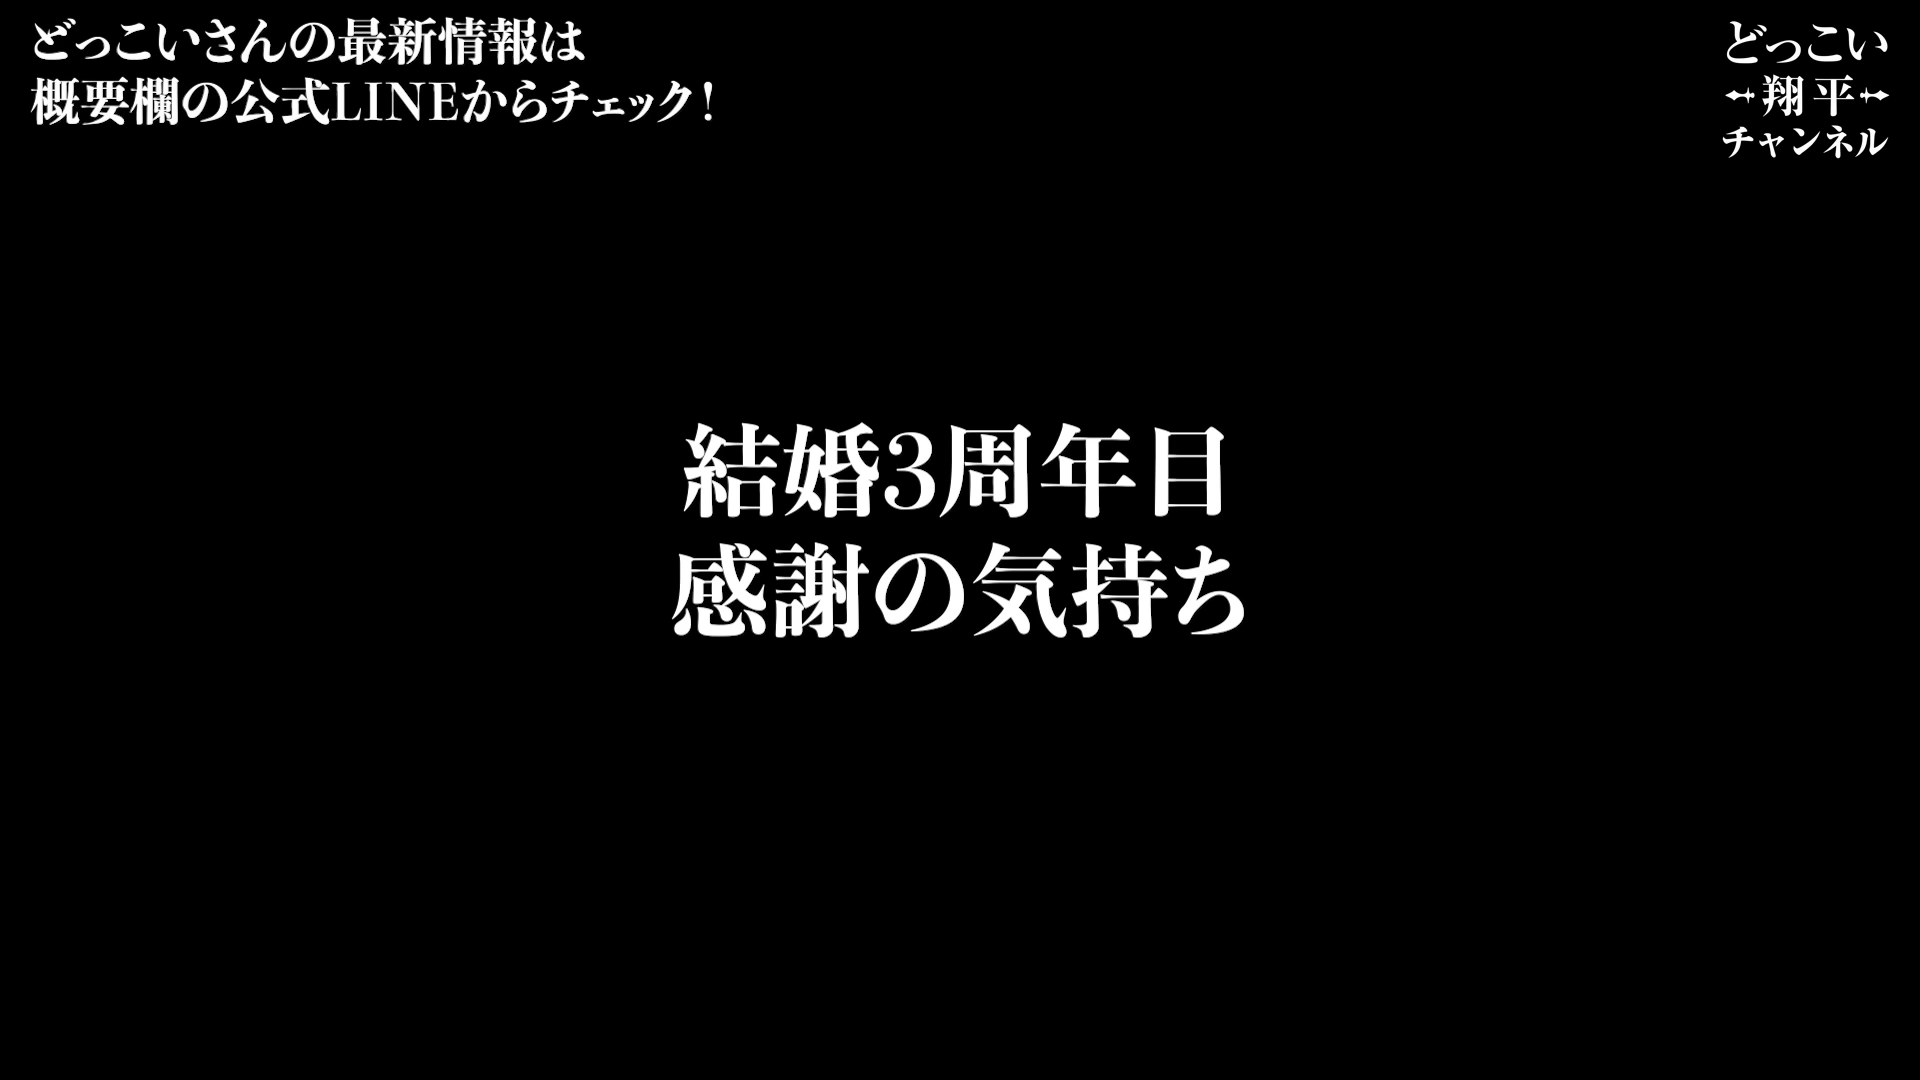 どっこいさんの最新情報は
概要欄の公式LINEからチェック!
どっこい
翔平
チャンネル
結婚3周年目
感謝の気持ち